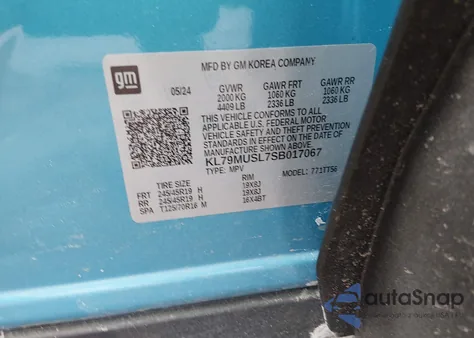 gm
MFD BY GM KOREA COMPANY
05/24 GVWR GAWR FRT GAWR RR
2000 KG 1060 KG 1060 KG
4409 LB 2336 LB 2336 LB
THIS VEHICLE CONFORMS TO ALL
APPLICABLE U.S. FEDERAL MOTOR
VEHICLE SAFETY AND THEFT
PREVENTION STANDARDS IN EFFECT
ON THE DATE OF
MANUFACTURE SHOWN ABOVE.
KL79MUSL7SB017067
TYPE: MPV MODEL: 771TT56
TIRE SIZE RIM
FRT 245/45R19 H 19X8J
RR 245/45R19 H 19X8J
SPA T125/70R16 M 16X4BT
autoSnap